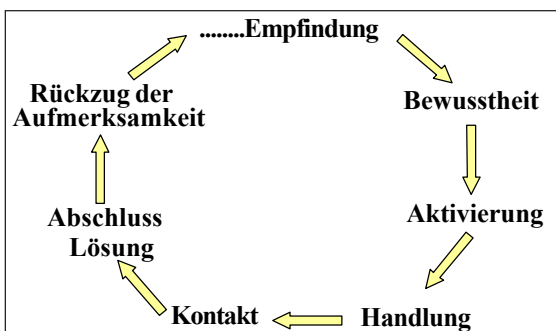 ........Empfindung
Bewusstheit
Aktivierung
Handlung
Kontakt
Abschluss
Lösung
Rückzug der
Aufmerksamkeit